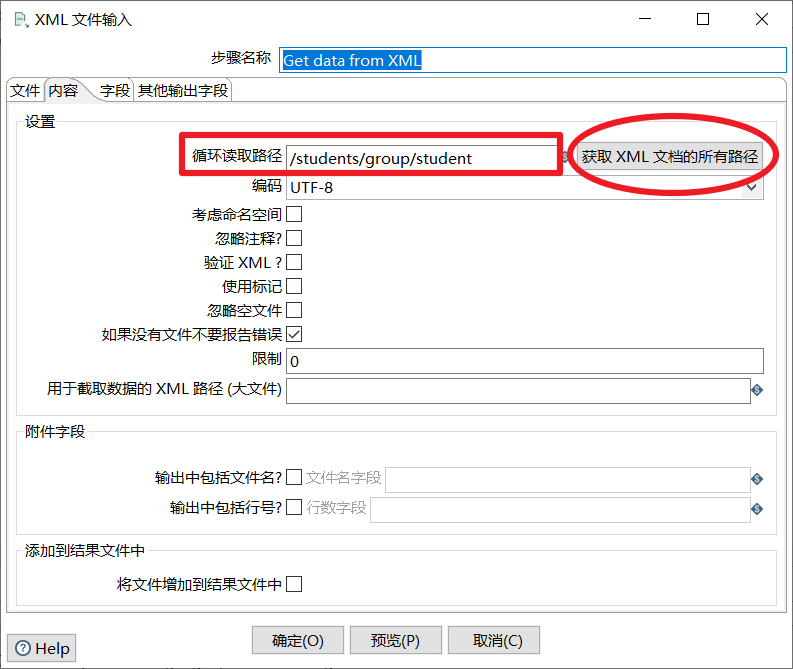 XML 文件输入
步骤名称 Get data from XML
文件 内容 字段 其他输出字段
设置
循环读取路径 /students/group/student 获取 XML 文档的所有路径
编码 UTF-8
考虑命名空间
忽略注释?
验证 XML ?
使用标记
忽略空文件
如果没有文件不要报告错误
限制 0
用于截取数据的 XML 路径 (大文件)
附件字段
输出中包括文件名? 文件名字段
输出中包括行号? 行数字段
添加到结果文件中
将文件增加到结果文件中
Help 确定(O) 预览(P) 取消(C)